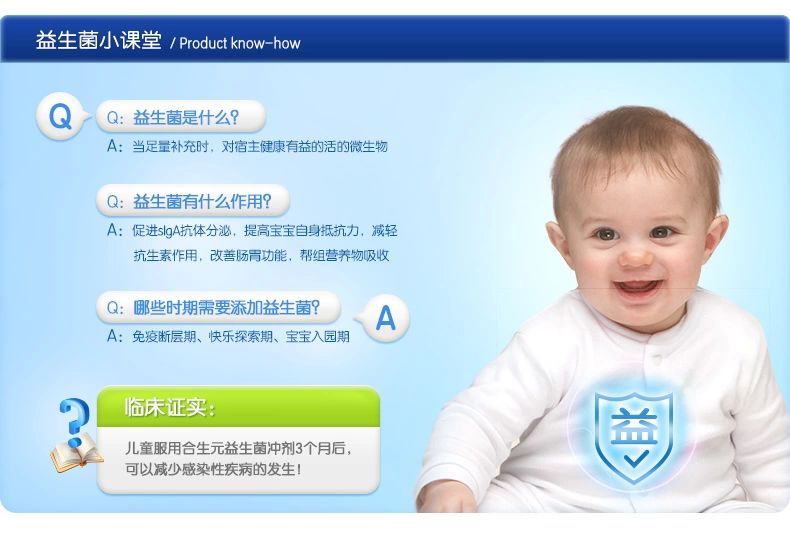 益生菌小课堂 / Product know-how
Q
Q: 益生菌是什么?
A: 当足量补充时，对宿主健康有益的活的微生物
Q: 益生菌有什么作用?
A: 促进sIgA抗体分泌，提高宝宝自身抵抗力，减轻
抗生素作用，改善肠胃功能，帮组营养物吸收
Q: 哪些时期需要添加益生菌?
A
A: 免疫断层期、快乐探索期、宝宝入园期
临床证实:
儿童服用合生元益生菌冲剂3个月后，
可以减少感染性疾病的发生!
益